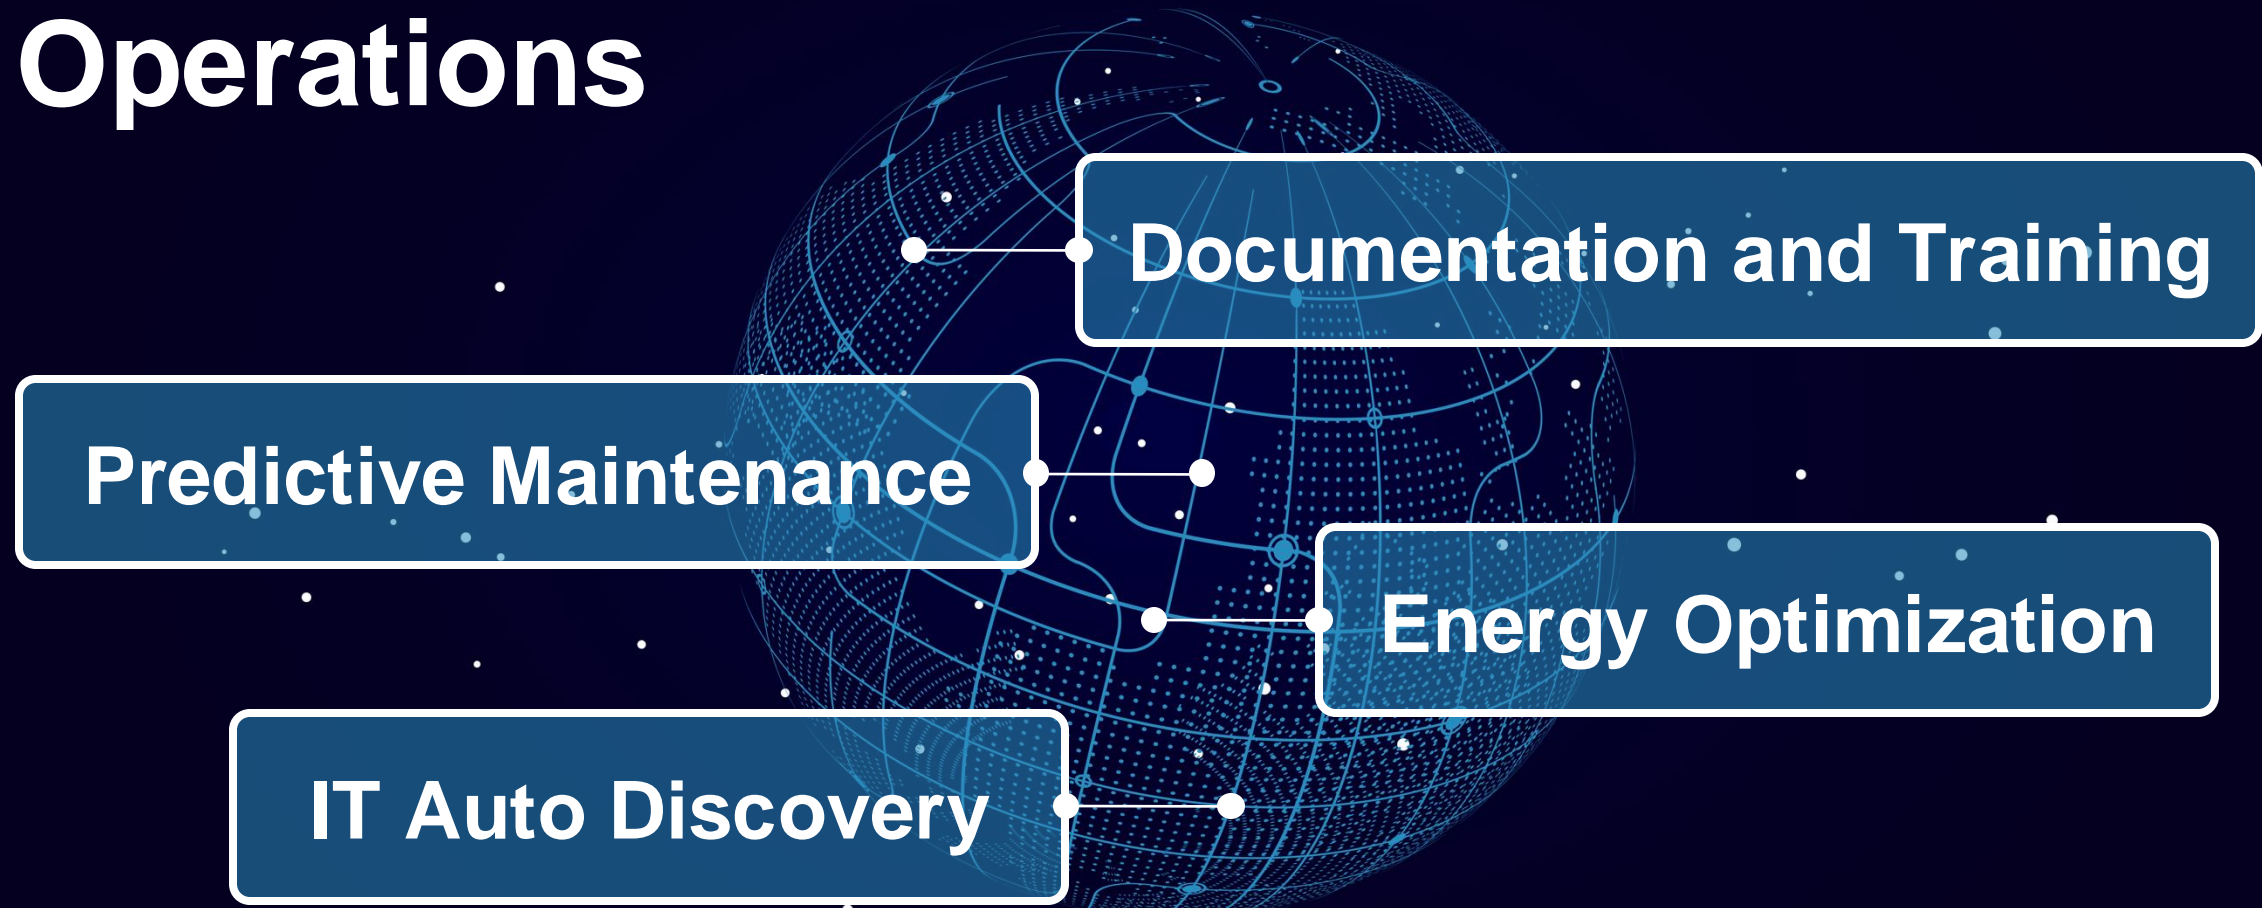 Operations
Documentation and Training
Predictive Maintenance
Energy Optimization
IT Auto Discovery